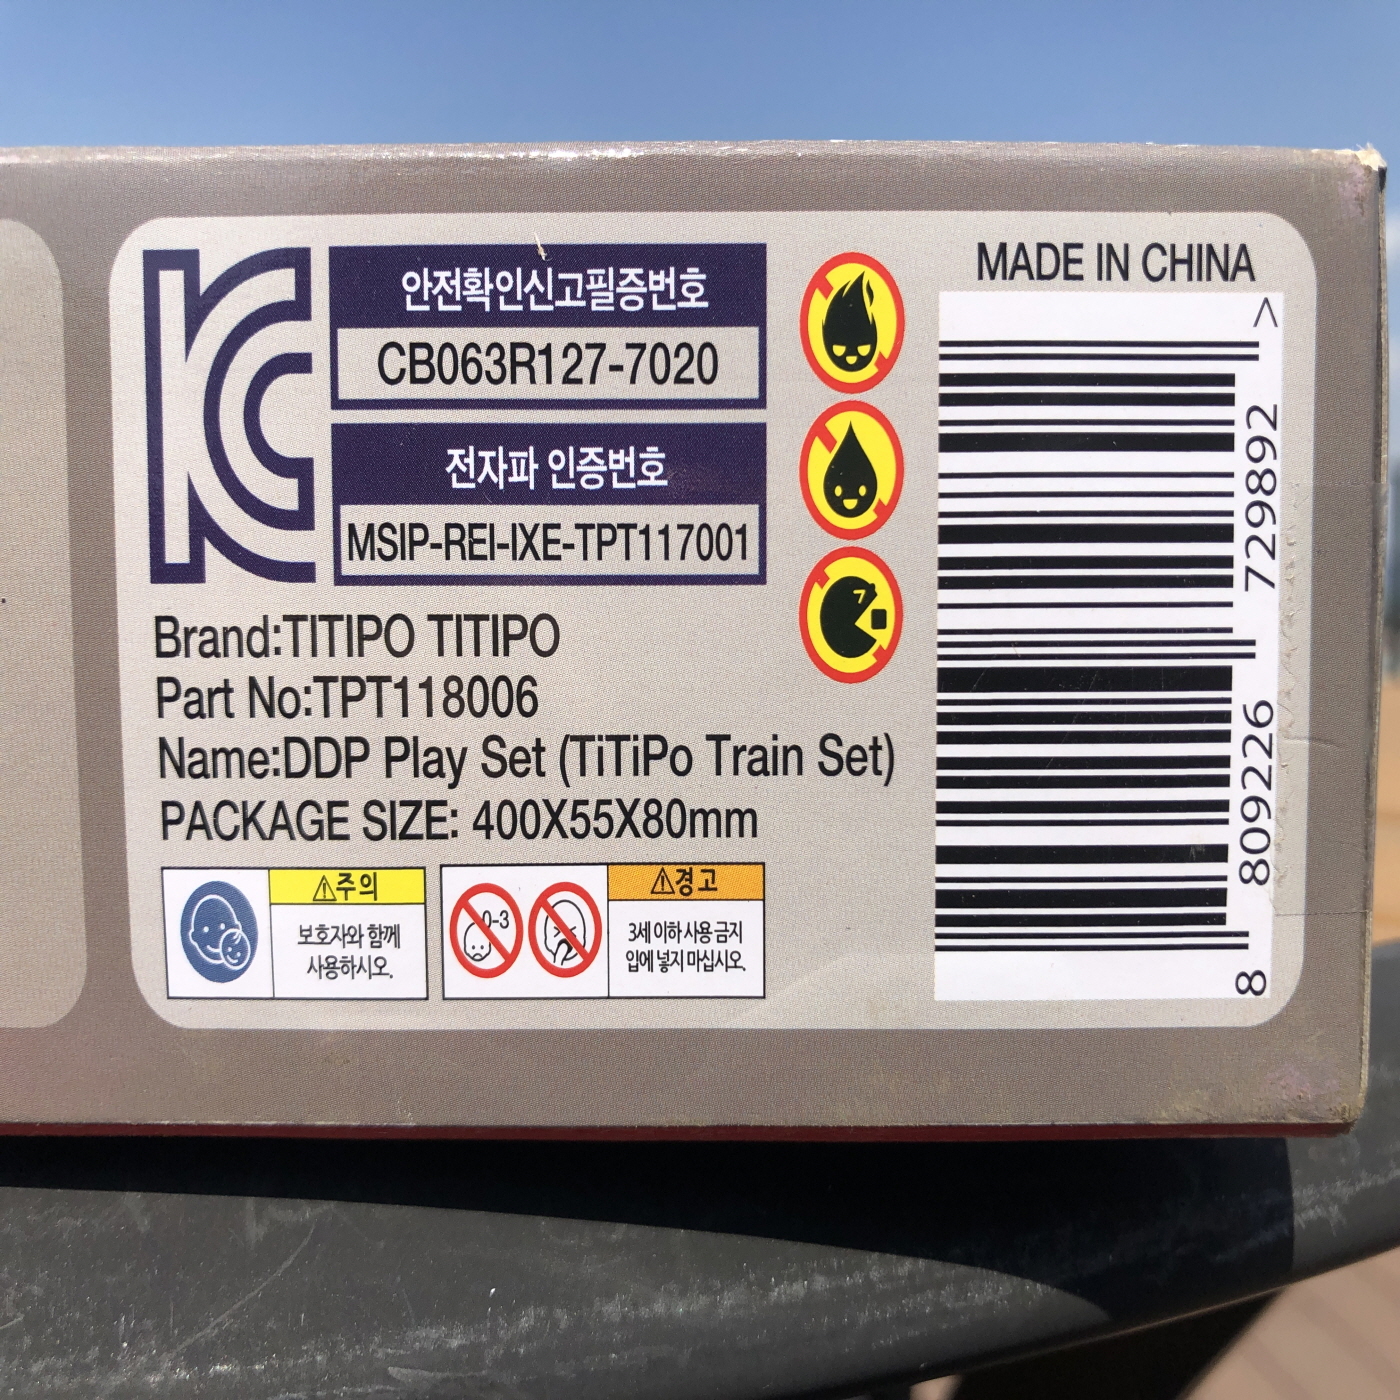 안전확인신고필증번호
CB063R127-7020
전자파 인증번호
MSIP-REI-IXE-TPT117001
Brand:TITIPO TITIPO
Part No:TPT118006
Name:DDP Play Set (TiTiPo Train Set)
PACKAGE SIZE: 400X55X80mm
⚠주의
보호자와 함께
사용하시오.
0-3
⚠경고
3세 이하 사용 금지
입에 넣지 마십시오.
MADE IN CHINA
8 809226 729892 >